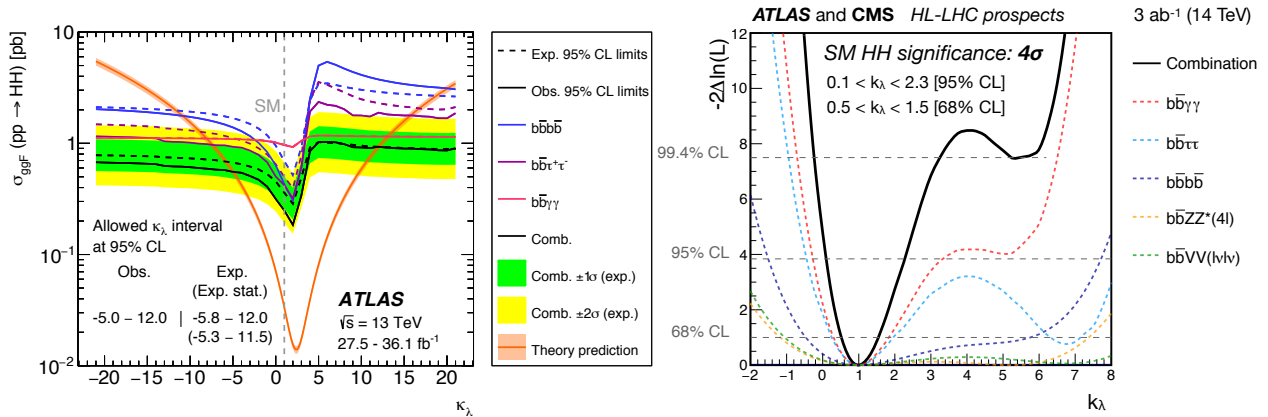 σggF (pp → HH) [pb]
10
1
10⁻¹
10⁻²
SM
Allowed κλ interval
at 95% CL
Obs. Exp.
(Exp. stat.)
-5.0 − 12.0 | -5.8 − 12.0
(-5.3 − 11.5)
ATLAS
√s = 13 TeV
27.5 - 36.1 fb⁻¹
−20 −15 −10 −5 0 5 10 15 20
κλ
Exp. 95% CL limits
Obs. 95% CL limits
bb̄bb̄
bb̄τ⁺τ⁻
bb̄γγ
Comb.
Comb. ±1σ (exp.)
Comb. ±2σ (exp.)
Theory prediction
ATLAS and CMS HL-LHC prospects
3 ab⁻¹ (14 TeV)
-2Δln(L)
12
10
8
6
4
2
0
SM HH significance: 4σ
0.1 < kλ < 2.3 [95% CL]
0.5 < kλ < 1.5 [68% CL]
99.4% CL
95% CL
68% CL
−2 −1 0 1 2 3 4 5 6 7 8
kλ
Combination
bb̄γγ
bb̄ττ
bb̄bb̄
bb̄ZZ*(4l)
bb̄VV(lνlν)